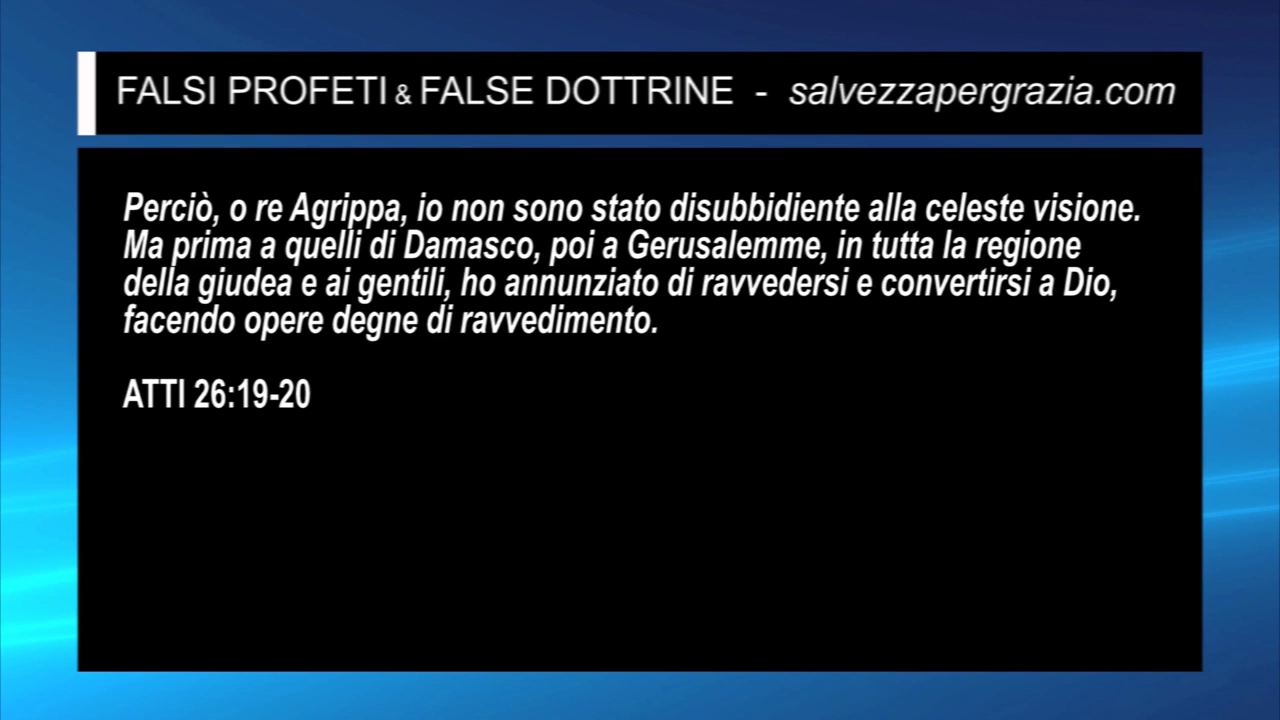 FALSI PROFETI & FALSE DOTTRINE - salvezzapergrazia.com
Perciò, o re Agrippa, io non sono stato disubbidiente alla celeste visione.
Ma prima a quelli di Damasco, poi a Gerusalemme, in tutta la regione
della giudea e ai gentili, ho annunziato di ravvedersi e convertirsi a Dio,
facendo opere degne di ravvedimento.
ATTI 26:19-20